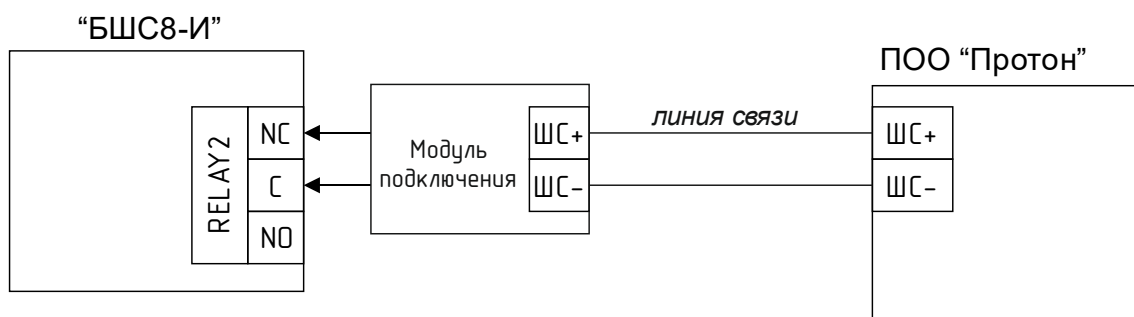 “БШС8-И”
ПОО “Протон”
RELAY2
NC
C
NO
Модуль
подключения
ШС+
ШС-
линия связи
ШС+
ШС-